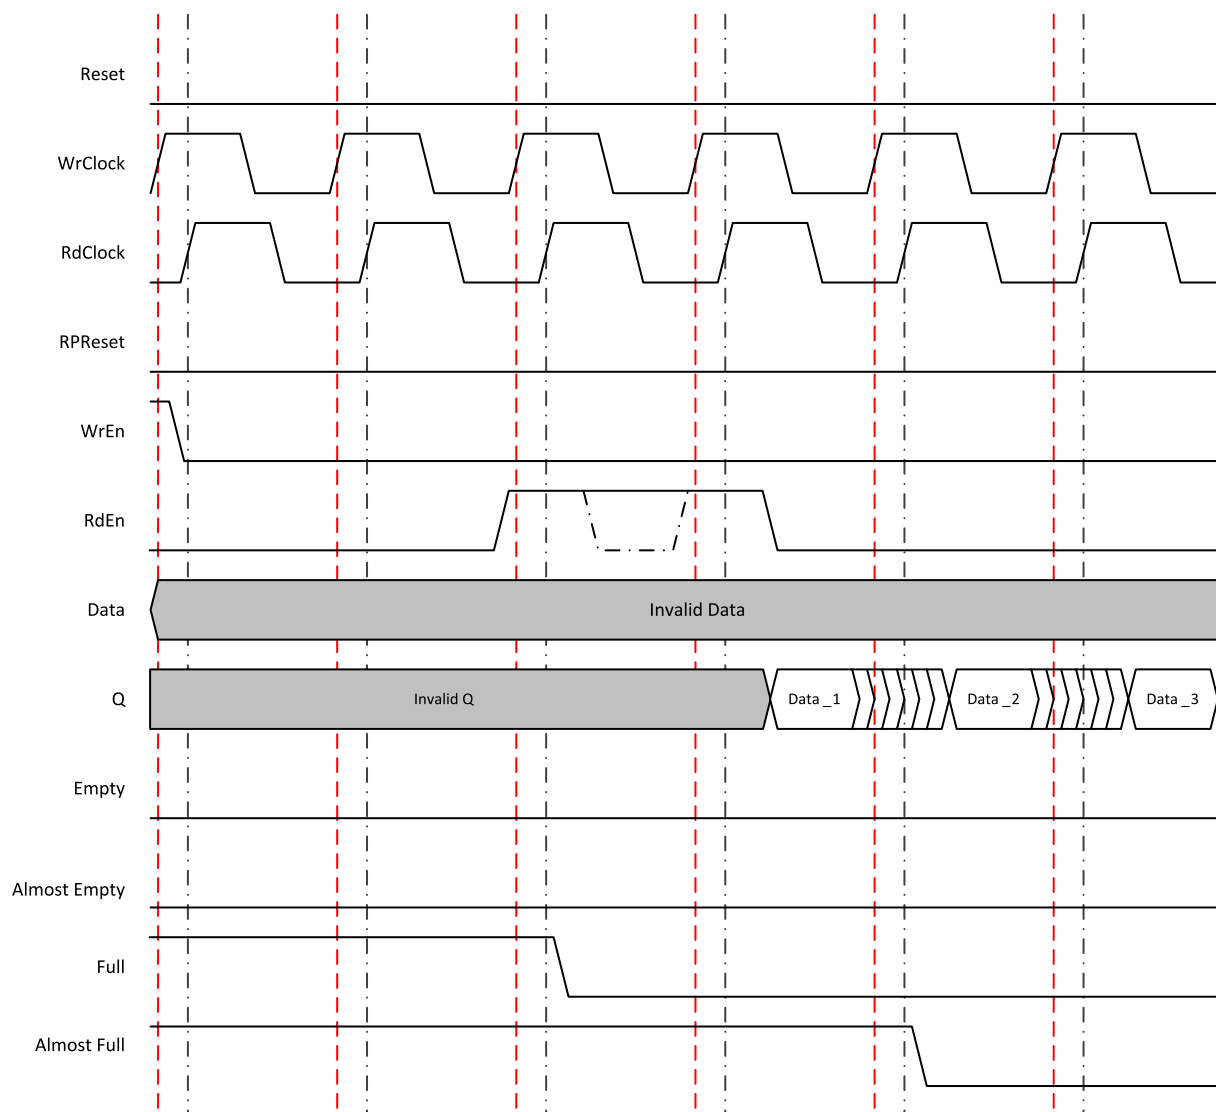 Reset
WrClock
RdClock
RPReset
WrEn
RdEn
Data
Invalid Data
Q
Invalid Q
Data _1
Data _2
Data _3
Empty
Almost Empty
Full
Almost Full